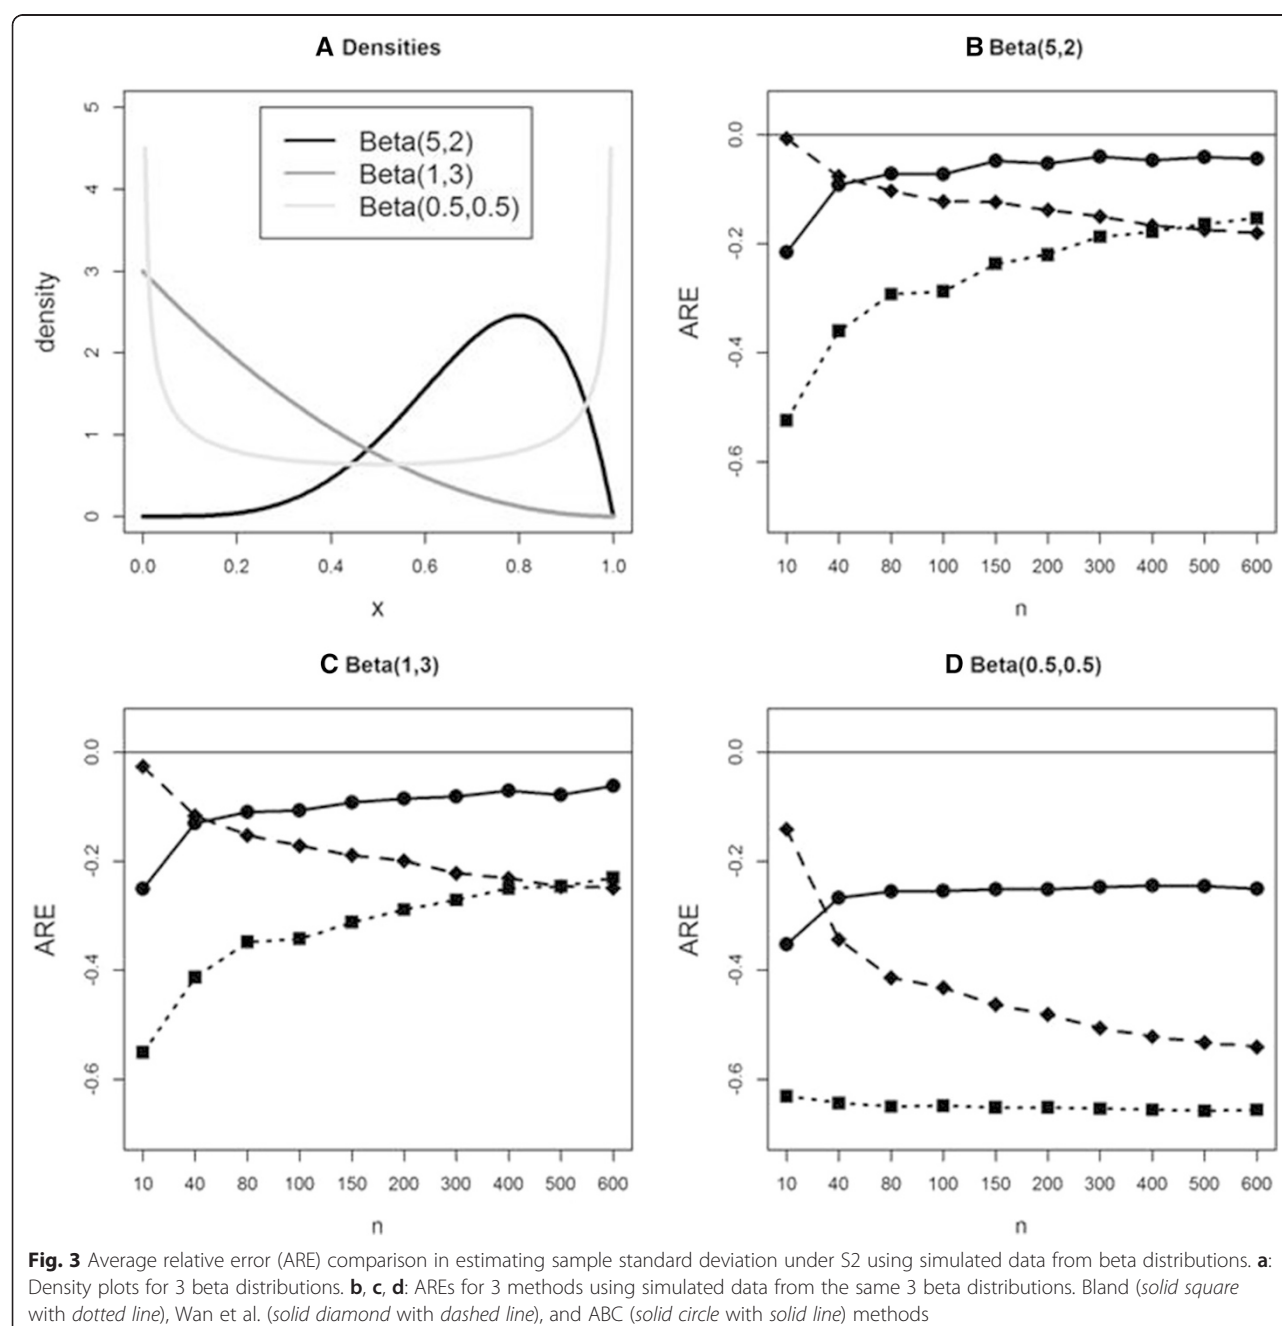 A Densities
5
4
3
2
1
0
density
Beta(5,2)
Beta(1,3)
Beta(0.5,0.5)
0.0 0.2 0.4 0.6 0.8 1.0
x
B Beta(5,2)
0.0
-0.2
-0.4
-0.6
ARE
10 40 80 100 150 200 300 400 500 600
n
C Beta(1,3)
0.0
-0.2
-0.4
-0.6
ARE
10 40 80 100 150 200 300 400 500 600
n
D Beta(0.5,0.5)
0.0
-0.2
-0.4
-0.6
ARE
10 40 80 100 150 200 300 400 500 600
n
Fig. 3 Average relative error (ARE) comparison in estimating sample standard deviation under S2 using simulated data from beta distributions. a:
Density plots for 3 beta distributions. b, c, d: AREs for 3 methods using simulated data from the same 3 beta distributions. Bland (solid square
with dotted line), Wan et al. (solid diamond with dashed line), and ABC (solid circle with solid line) methods